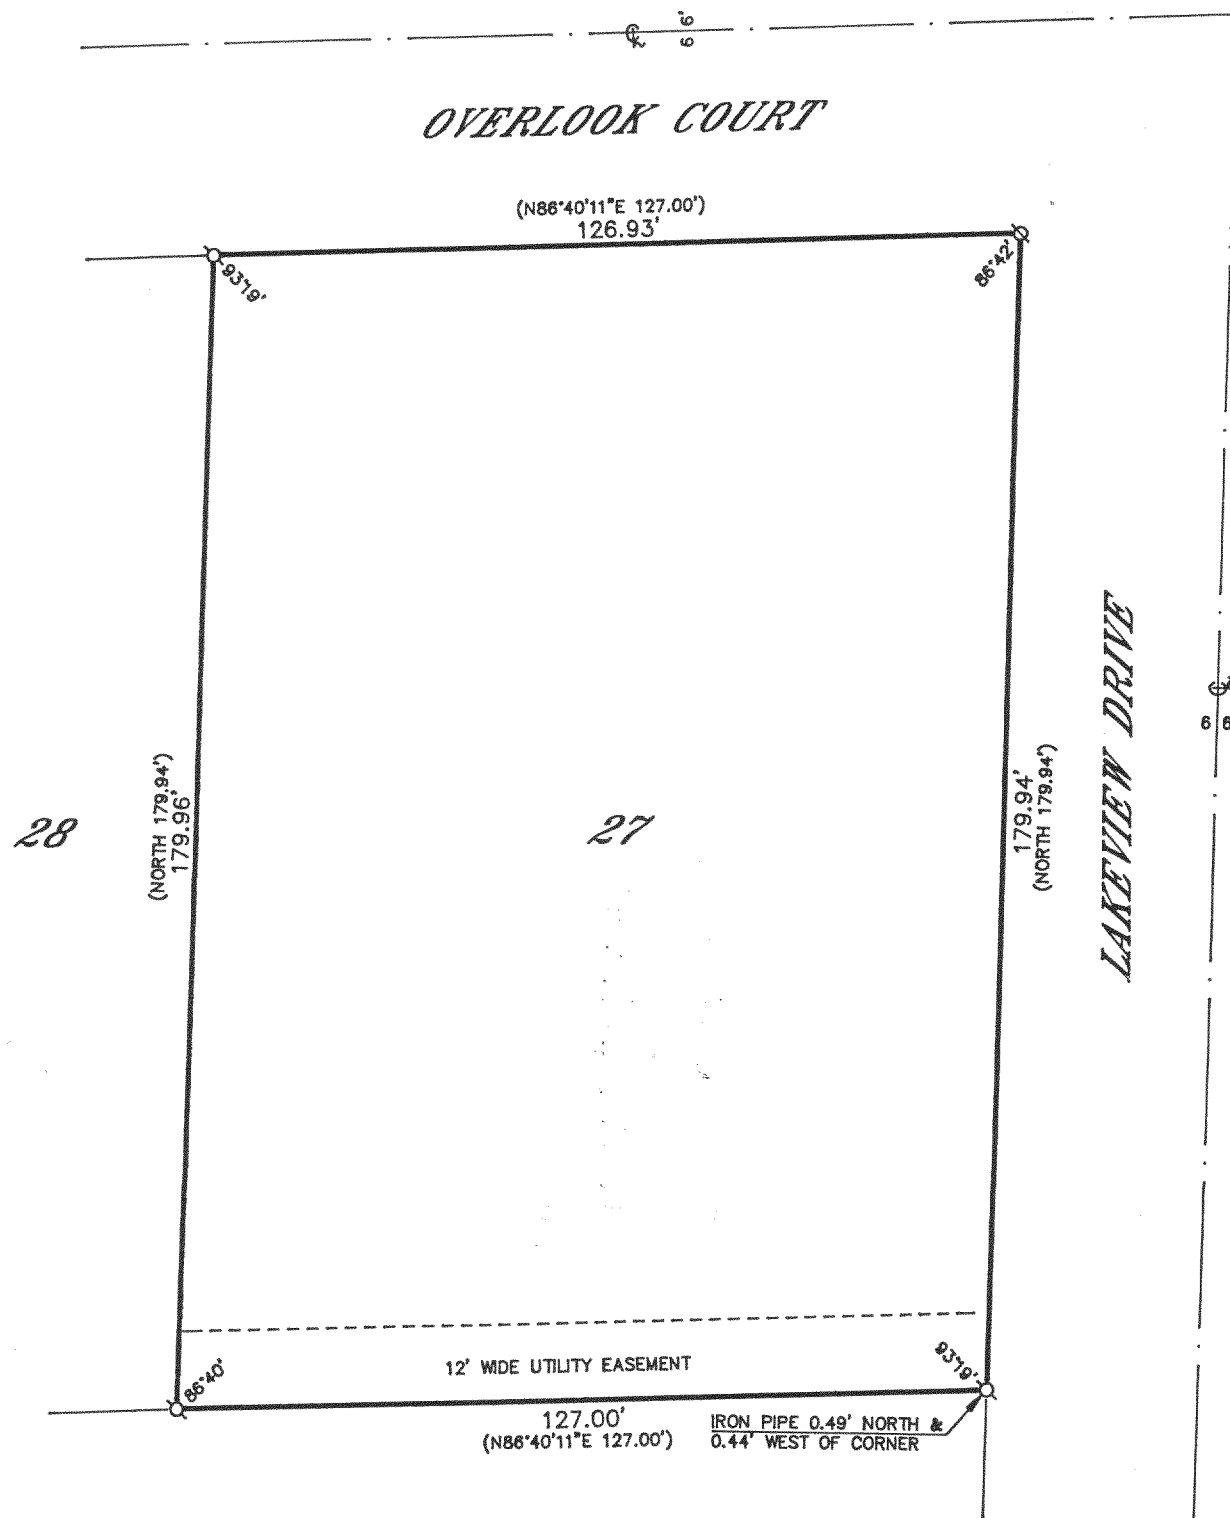 66'
OVERLOOK COURT
(N86°40'11"E 127.00')
126.93'
93°19'
86°42'
(NORTH 179.94')
179.96'
28
27
179.94'
(NORTH 179.94')
LAKEVIEW DRIVE
66
12' WIDE UTILITY EASEMENT
86°40'
93°19'
127.00'
(N86°40'11"E 127.00')
IRON PIPE 0.49' NORTH &
0.44' WEST OF CORNER